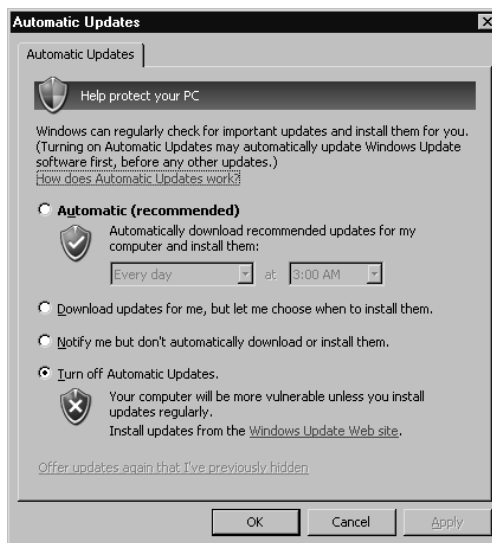 Automatic Updates
Automatic Updates
Help protect your PC
Windows can regularly check for important updates and install them for you.
(Turning on Automatic Updates may automatically update Windows Update
software first, before any other updates.)
How does Automatic Updates work?
Automatic (recommended)
Automatically download recommended updates for my
computer and install them:
Every day at 3:00 AM
Download updates for me, but let me choose when to install them.
Notify me but don't automatically download or install them.
Turn off Automatic Updates.
Your computer will be more vulnerable unless you install
updates regularly.
Install updates from the Windows Update Web site.
Offer updates again that I've previously hidden
OK Cancel Apply